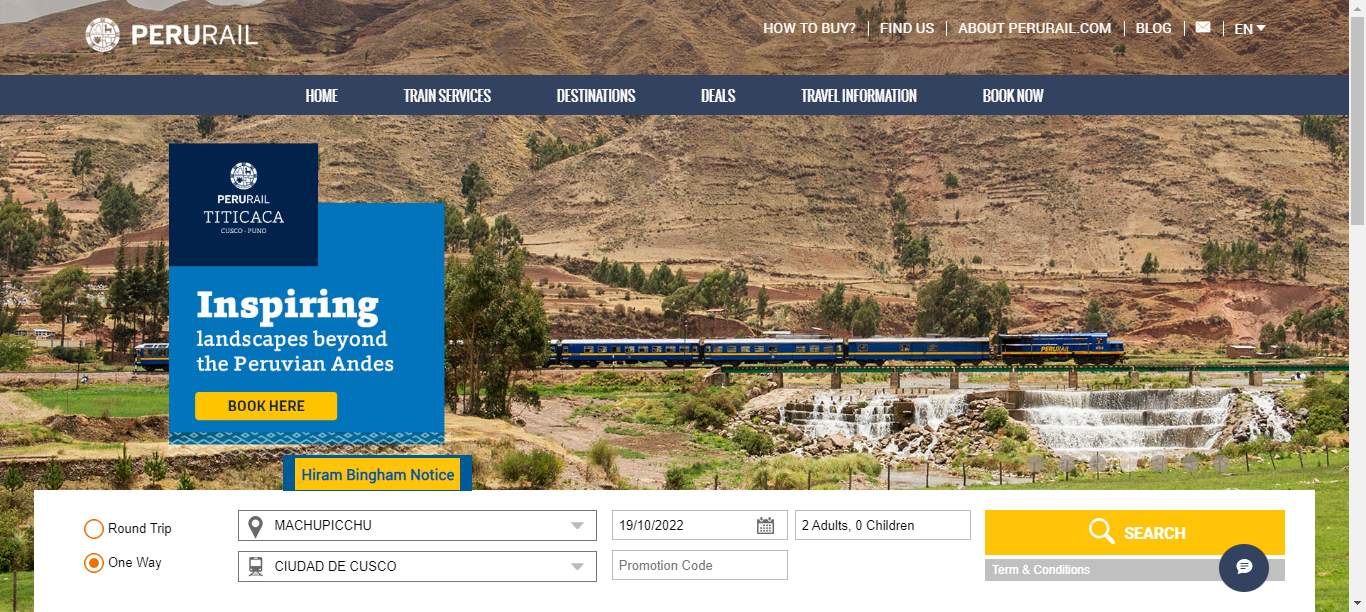 PERURAIL
HOW TO BUY?
FIND US
ABOUT PERURAIL.COM
BLOG
EN
HOME
TRAIN SERVICES
DESTINATIONS
DEALS
TRAVEL INFORMATION
BOOK NOW
PERURAIL
TITICACA
CUSCO - PUNO
Inspiring
landscapes beyond
the Peruvian Andes
BOOK HERE
PERURAIL
Hiram Bingham Notice
Round Trip
One Way
MACHUPICCHU
CIUDAD DE CUSCO
19/10/2022
2 Adults, 0 Children
Promotion Code
SEARCH
Term & Conditions